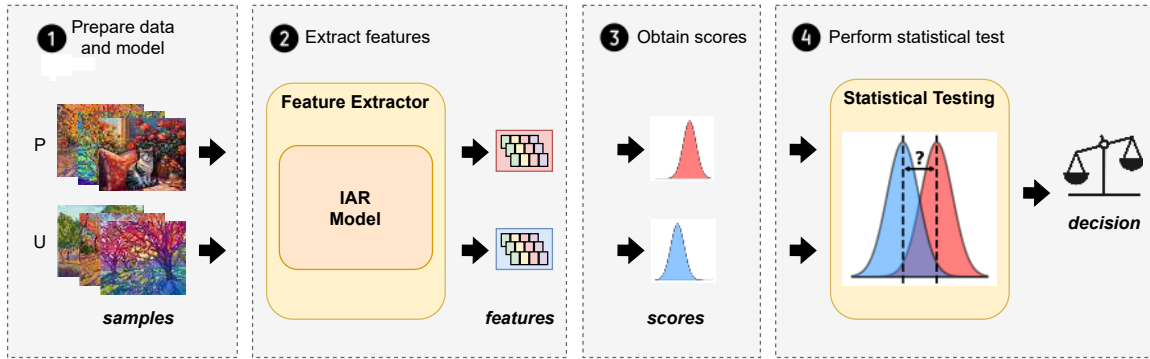 1 Prepare data
and model
P
U
samples
2 Extract features
Feature Extractor
IAR
Model
features
3 Obtain scores
scores
4 Perform statistical test
Statistical Testing
?
decision